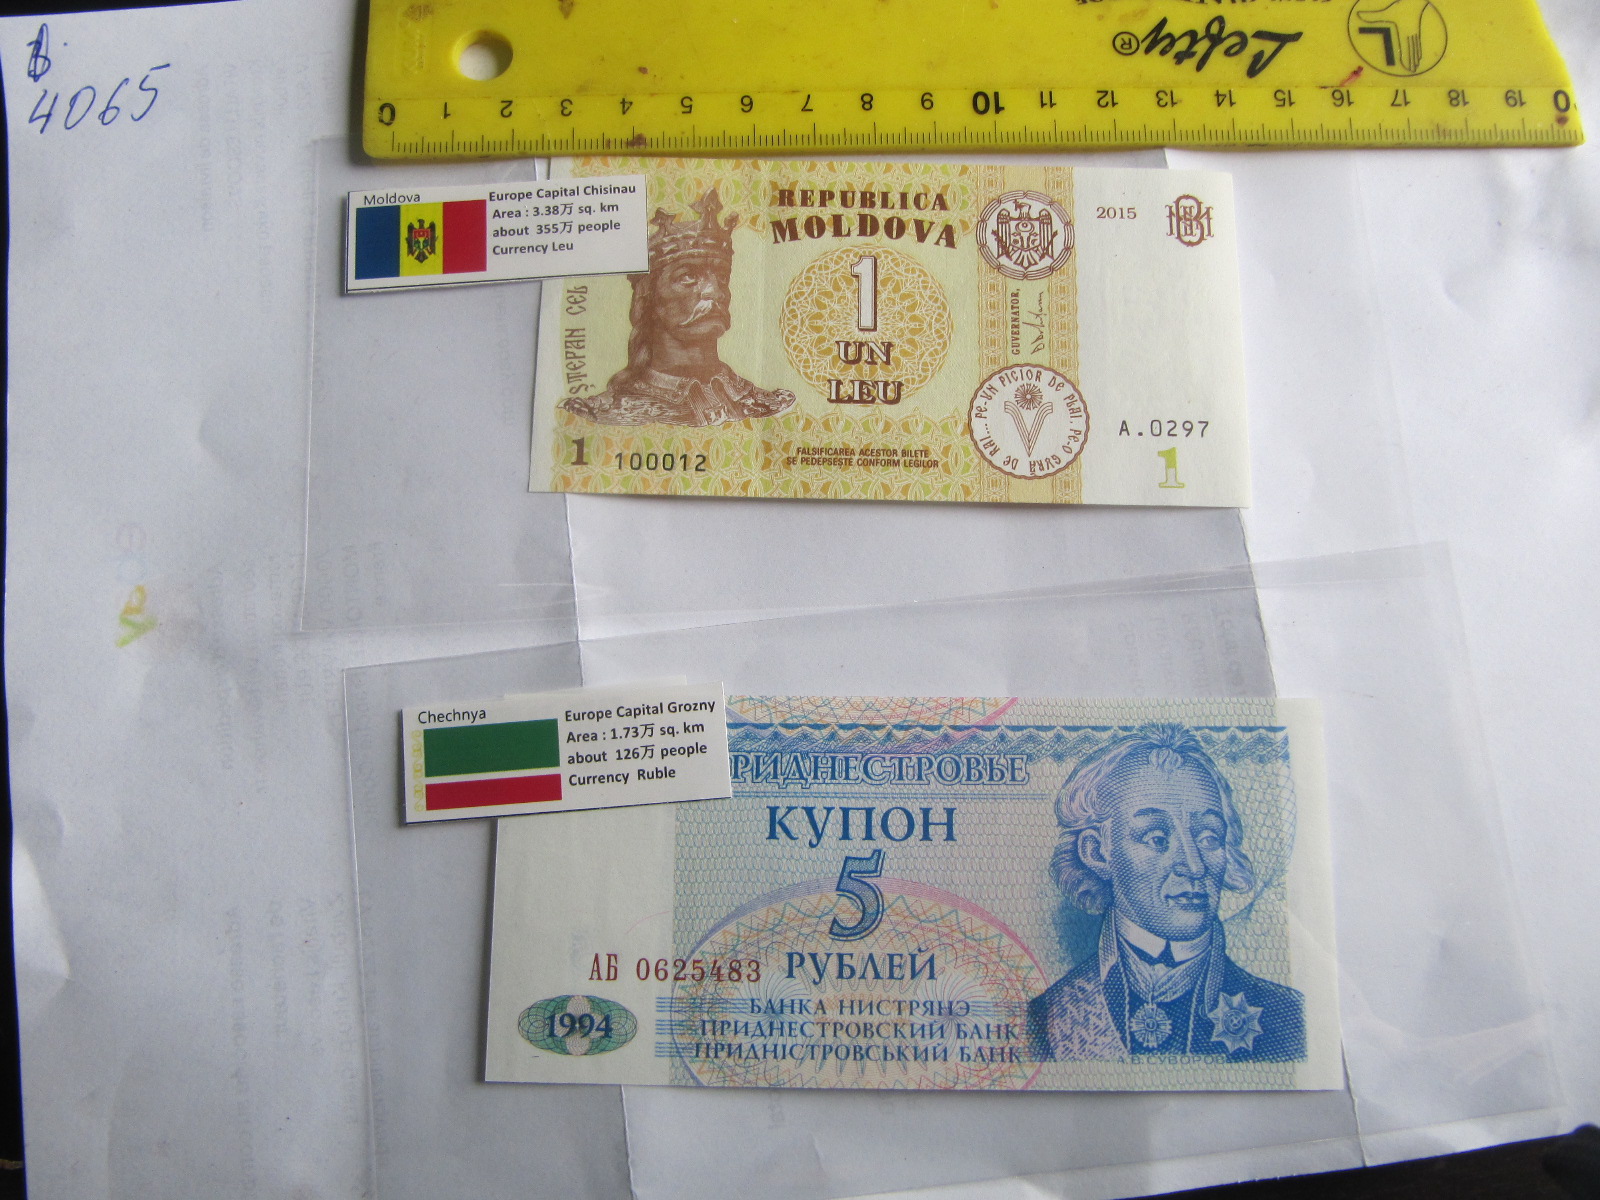 4065
Lefty ®
0 1 2 3 4 5 6 7 8 9 10 11 12 13 14 15 16 17 18 19
Moldova
Europe Capital Chisinau
Area : 3.38万 sq. km
about 355万 people
Currency Leu
REPUBLICA
MOLDOVA
1
UN
LEU
ȘTEFAN CEL
2015
GUVERNATOR,
PE-UN PICIOR DE PLAI, PE-O GURĂ DE RAI...
A.0297
1
1 100012
FALSIFICAREA ACESTOR BILETE
SE PEDEPSEȘTE CONFORM LEGILOR
Chechnya
Europe Capital Grozny
Area : 1.73万 sq. km
about 126万 people
Currency Ruble
РИДНЕСТРОВЬЕ
КУПОН
5
РУБЛЕЙ
АБ 0625483
БАНКА НИСТРЯНЭ
ПРИДНЕСТРОВСКИЙ БАНК
ПРИДНІСТРОВСЬКИЙ БАНК
1994
А.В.СУВОРОВ